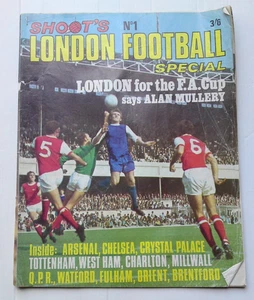 SHOOT'S
Nº1
3/6
LONDON FOOTBALL
SPECIAL
LONDON for the F.A. Cup
says ALAN MULLERY
5
6
Inside: ARSENAL, CHELSEA, CRYSTAL PALACE
TOTTENHAM, WEST HAM, CHARLTON, MILLWALL
Q.P.R., WATFORD, FULHAM, ORIENT, BRENTFORD